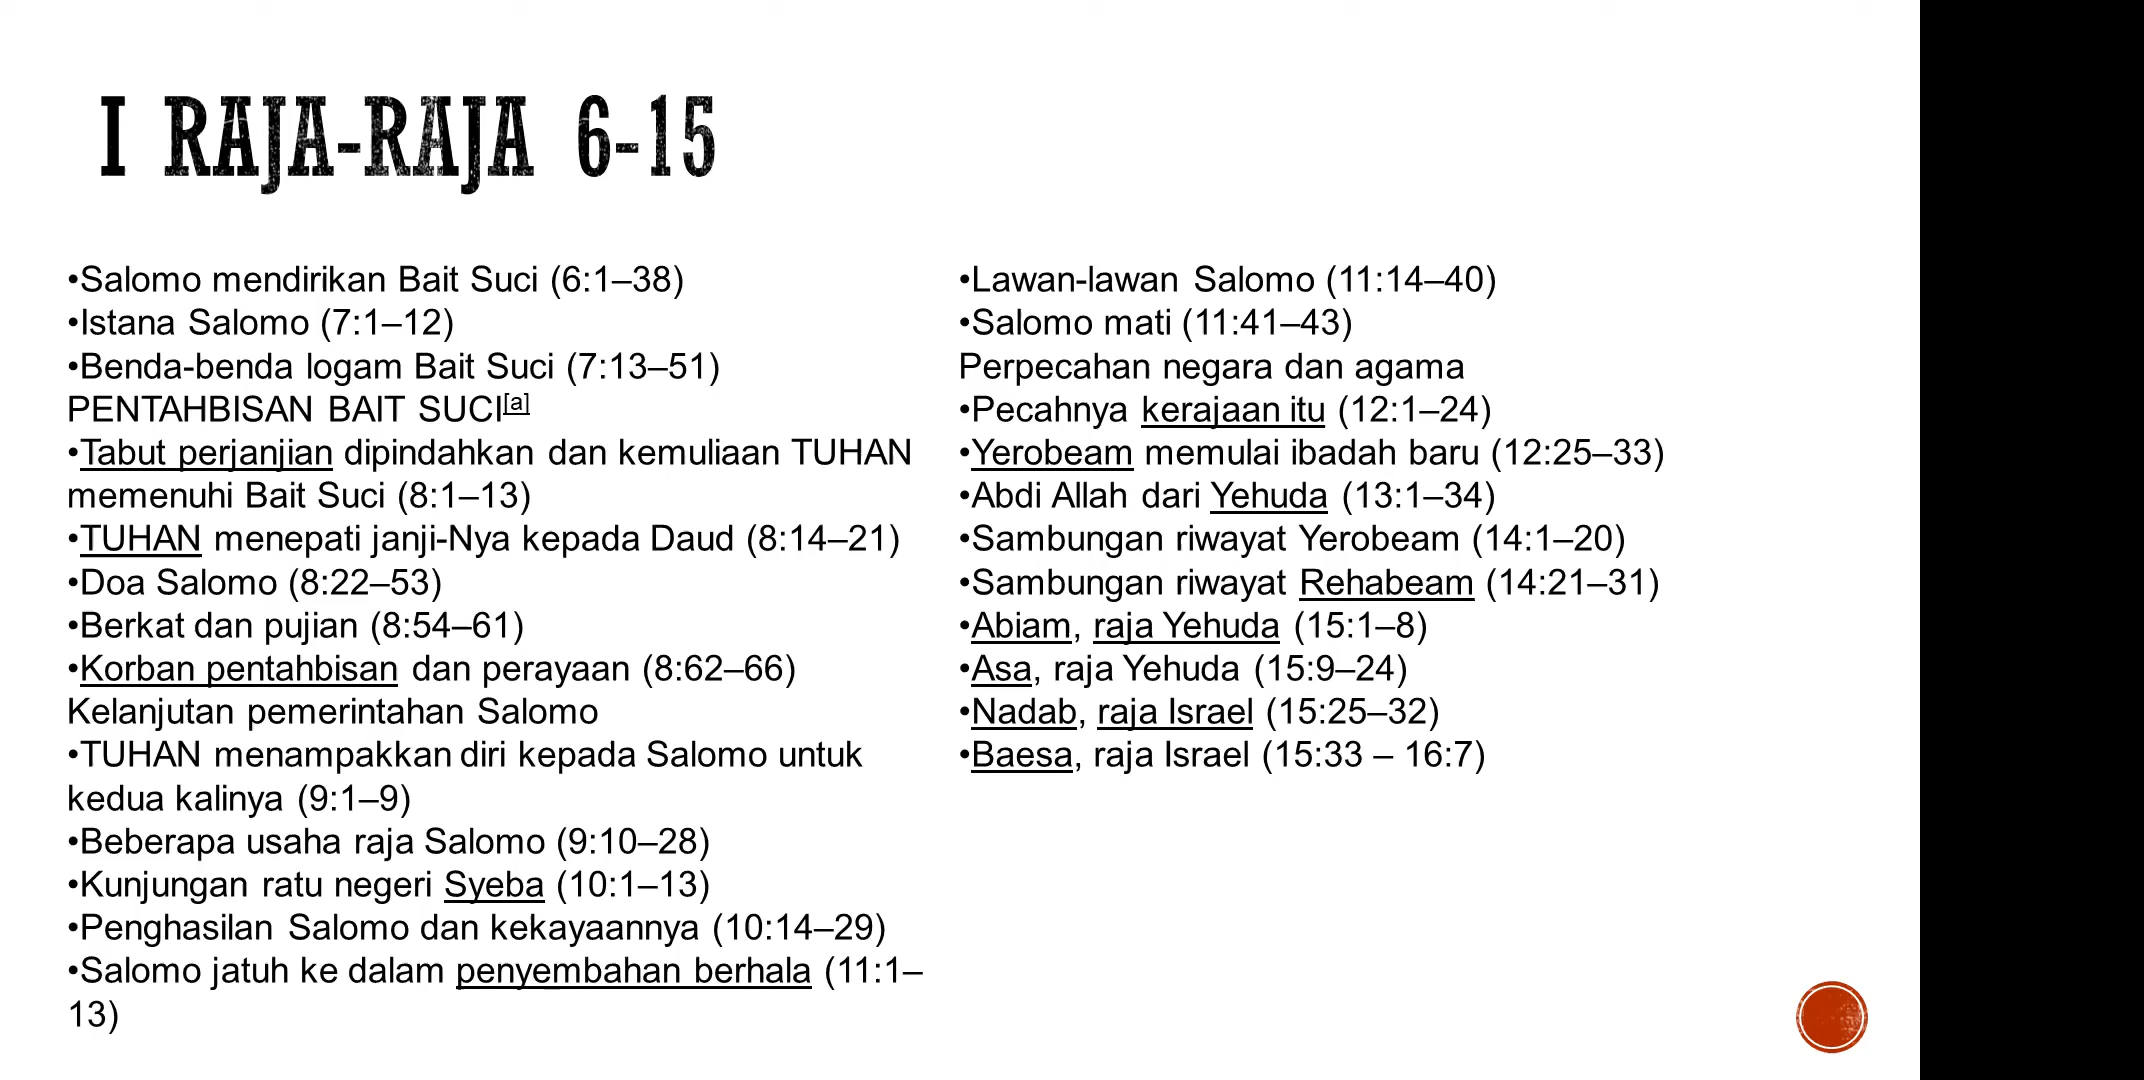 I RAJA-RAJA 6-15
•Salomo mendirikan Bait Suci (6:1–38)
•Istana Salomo (7:1–12)
•Benda-benda logam Bait Suci (7:13–51)
PENTAHBISAN BAIT SUCI[a]
•Tabut perjanjian dipindahkan dan kemuliaan TUHAN
memenuhi Bait Suci (8:1–13)
•TUHAN menepati janji-Nya kepada Daud (8:14–21)
•Doa Salomo (8:22–53)
•Berkat dan pujian (8:54–61)
•Korban pentahbisan dan perayaan (8:62–66)
Kelanjutan pemerintahan Salomo
•TUHAN menampakkan diri kepada Salomo untuk
kedua kalinya (9:1–9)
•Beberapa usaha raja Salomo (9:10–28)
•Kunjungan ratu negeri Syeba (10:1–13)
•Penghasilan Salomo dan kekayaannya (10:14–29)
•Salomo jatuh ke dalam penyembahan berhala (11:1–
13)
•Lawan-lawan Salomo (11:14–40)
•Salomo mati (11:41–43)
Perpecahan negara dan agama
•Pecahnya kerajaan itu (12:1–24)
•Yerobeam memulai ibadah baru (12:25–33)
•Abdi Allah dari Yehuda (13:1–34)
•Sambungan riwayat Yerobeam (14:1–20)
•Sambungan riwayat Rehabeam (14:21–31)
•Abiam, raja Yehuda (15:1–8)
•Asa, raja Yehuda (15:9–24)
•Nadab, raja Israel (15:25–32)
•Baesa, raja Israel (15:33 – 16:7)